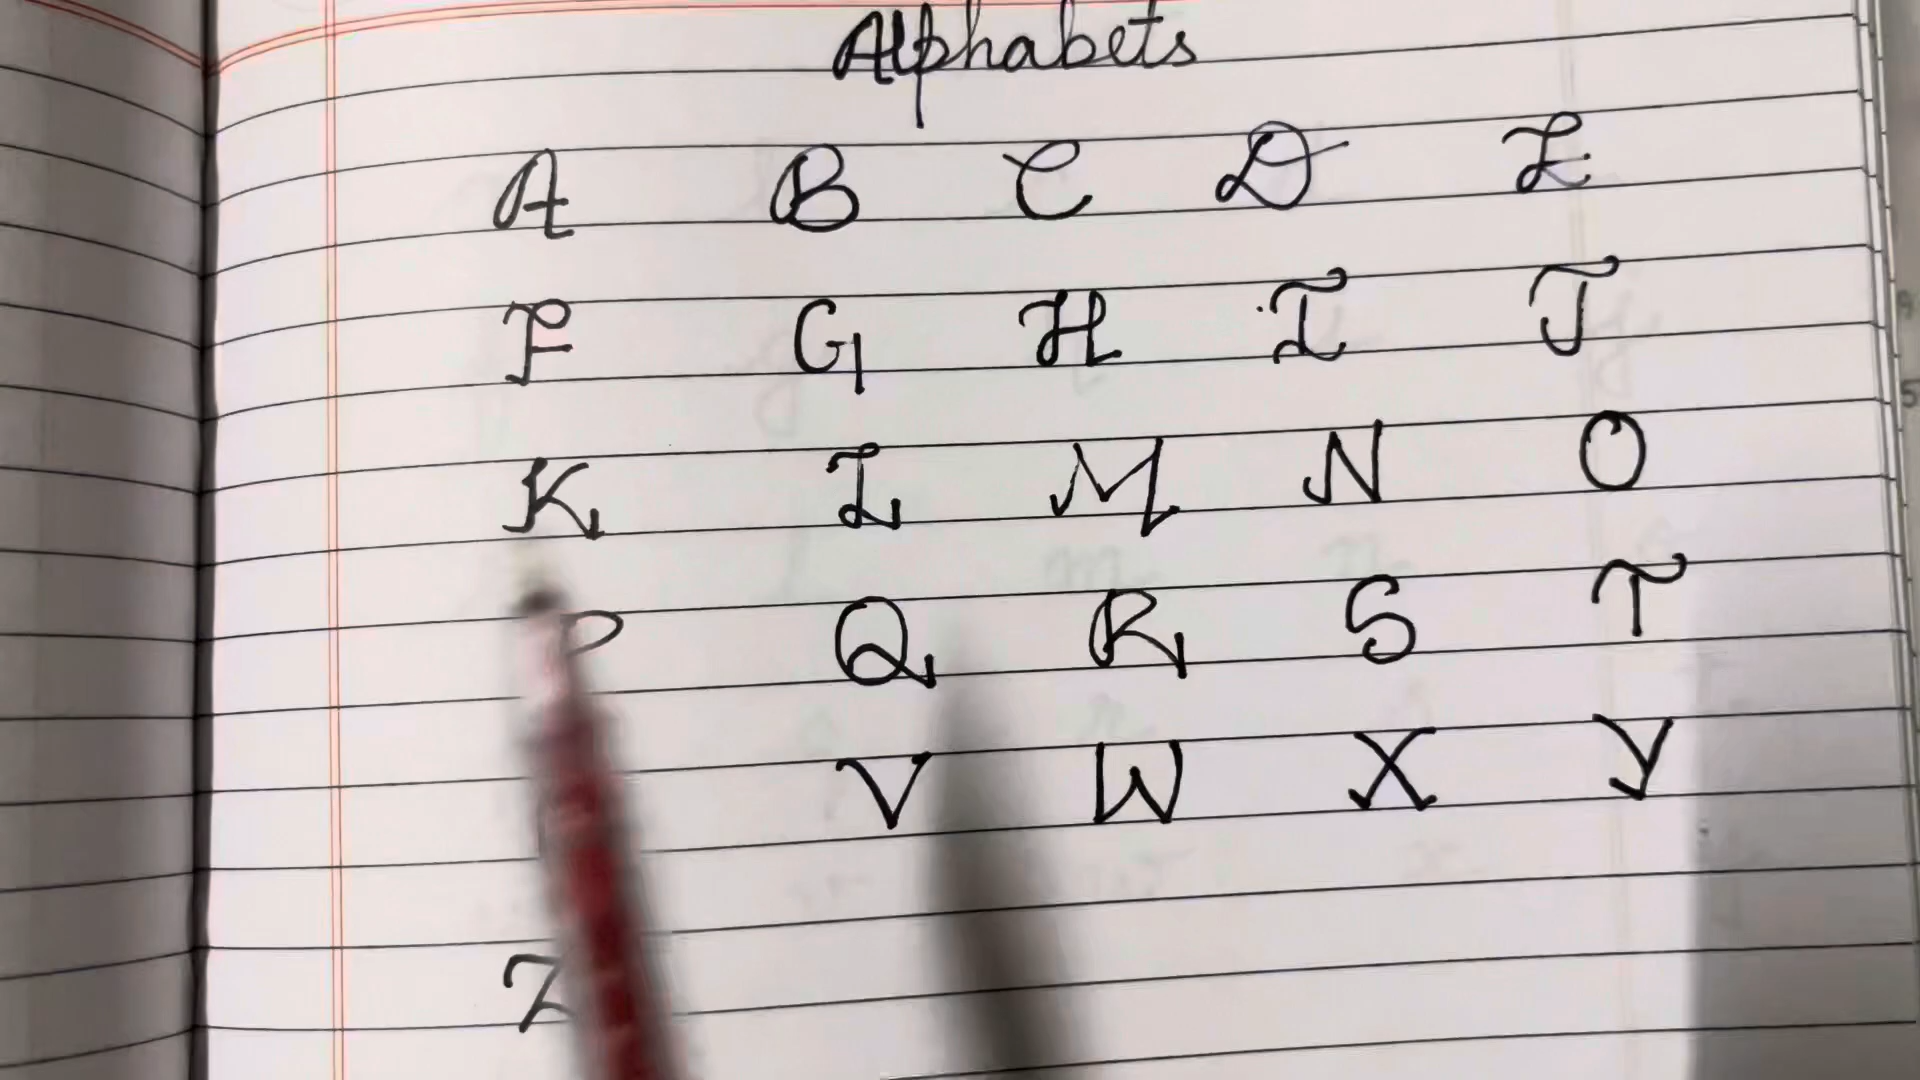 Alphabets
A B C D E
F G H I J
K L M N O
P Q R S T
V W X Y
Z